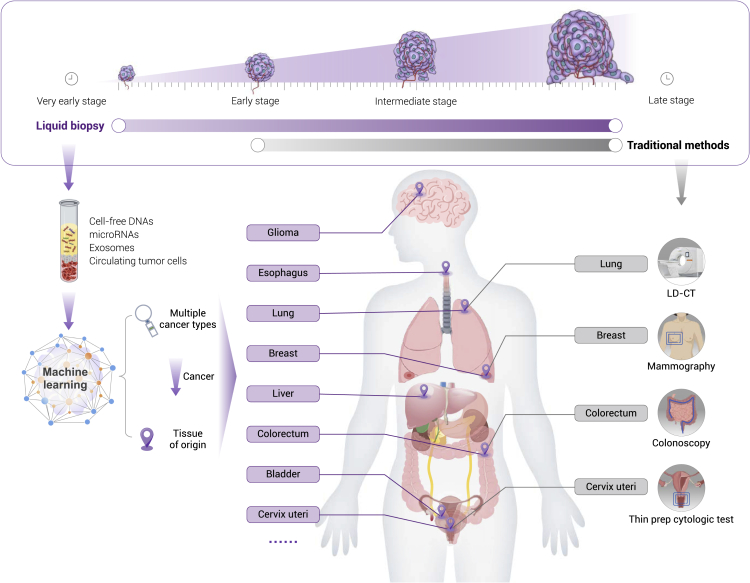 Very early stage
Early stage
Intermediate stage
Late stage
Liquid biopsy
Traditional methods
Cell-free DNAs
microRNAs
Exosomes
Circulating tumor cells
Machine
learning
Multiple
cancer types
Cancer
Tissue
of origin
Glioma
Esophagus
Lung
Breast
Liver
Colorectum
Bladder
Cervix uteri
......
Lung
LD-CT
Breast
Mammography
Colorectum
Colonoscopy
Cervix uteri
Thin prep cytologic test